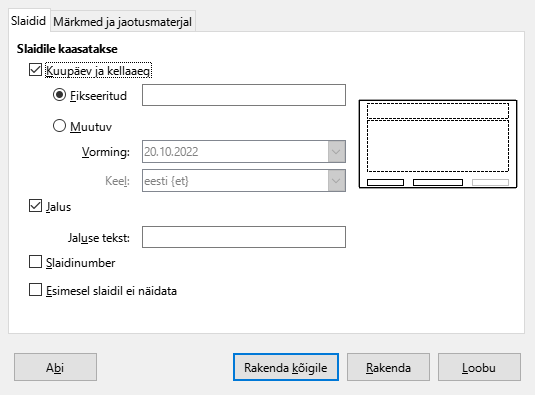 Slaidid Märkmed ja jaotusmaterjal
Slaidile kaasatakse
Kuupäev ja kellaaeg
Fikseeritud
Muutuv
Vorming: 20.10.2022
Keel: eesti {et}
Jalus
Jaluse tekst:
Slaidinumber
Esimesel slaidil ei näidata
Abi Rakenda kõigile Rakenda Loobu